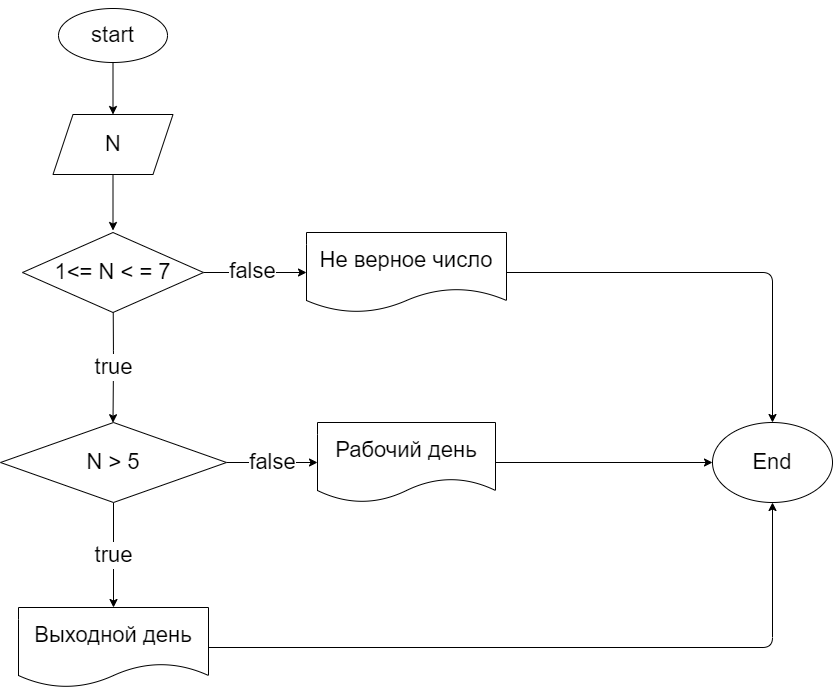 start
N
1<= N < = 7
false
Не верное число
true
N > 5
false
Рабочий день
End
true
Выходной день